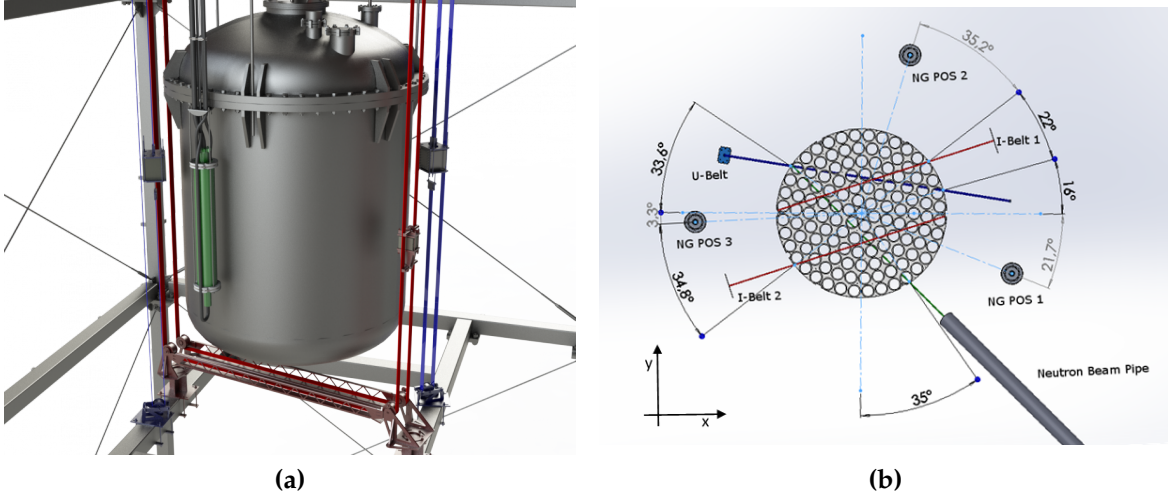 35,2°
NG POS 2
22°
I-Belt 1
33,6°
U-Belt
16°
3,3°
NG POS 3
21,7°
34,8°
I-Belt 2
NG POS 1
y
x
Neutron Beam Pipe
35°
(a)
(b)